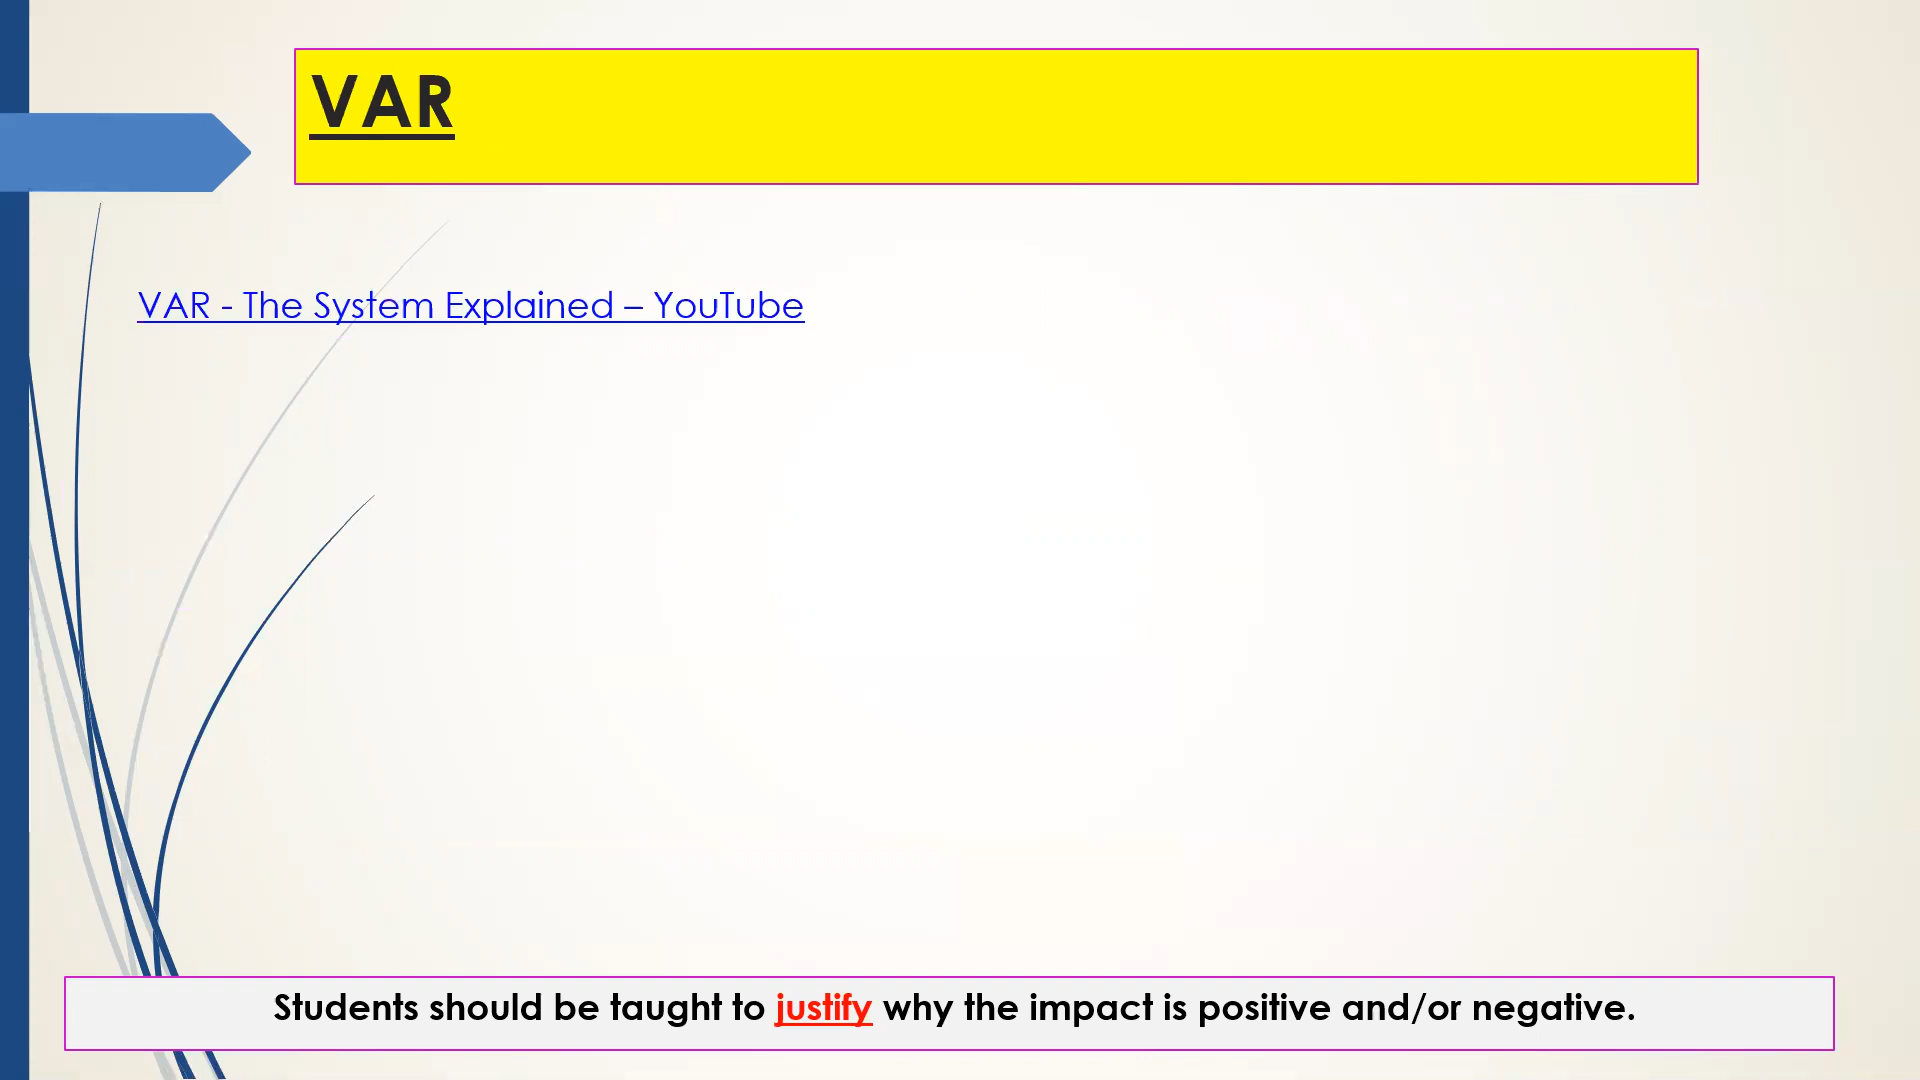 VAR
VAR - The System Explained – YouTube
Students should be taught to justify why the impact is positive and/or negative.